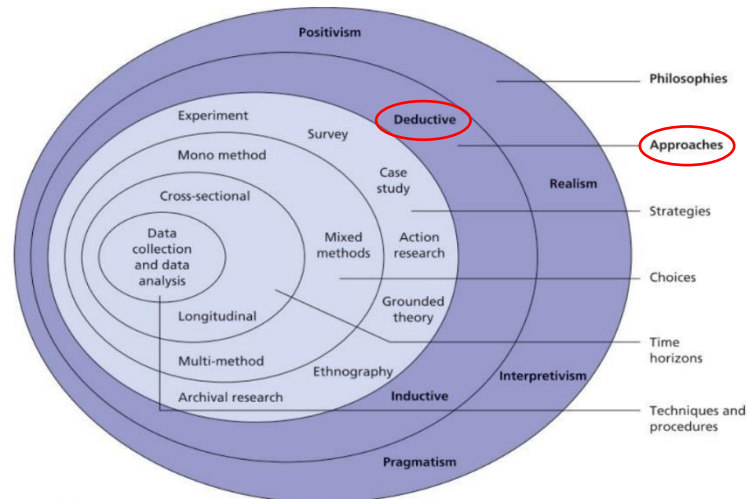 Positivism
Philosophies
Experiment
Deductive
Survey
Approaches
Mono method
Case
study
Realism
Cross-sectional
Strategies
Data
collection
and data
analysis
Mixed
methods
Action
research
Choices
Grounded
theory
Longitudinal
Time
horizons
Multi-method
Ethnography
Interpretivism
Archival research
Inductive
Techniques and
procedures
Pragmatism